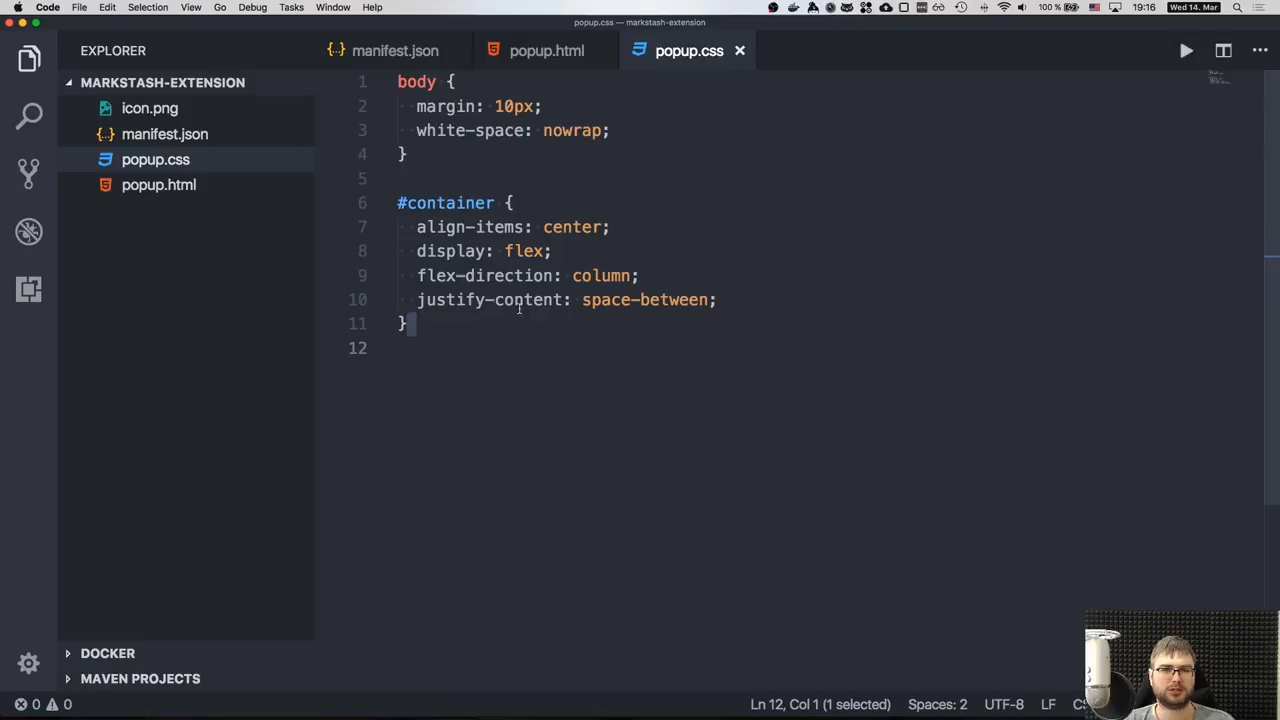 Code File Edit Selection View Go Debug Tasks Window Help 100 % 19:16 Wed 14. Mar
popup.css — markstash-extension
EXPLORER
{··} manifest.json popup.html popup.css ×
MARKSTASH-EXTENSION
icon.png
{··} manifest.json
popup.css
popup.html
1 body {
2 margin: 10px;
3 white-space: nowrap;
4 }
5
6 #container {
7 align-items: center;
8 display: flex;
9 flex-direction: column;
10 justify-content: space-between;
11 }
12
DOCKER
MAVEN PROJECTS
0 0 Ln 12, Col 1 (1 selected) Spaces: 2 UTF-8 LF